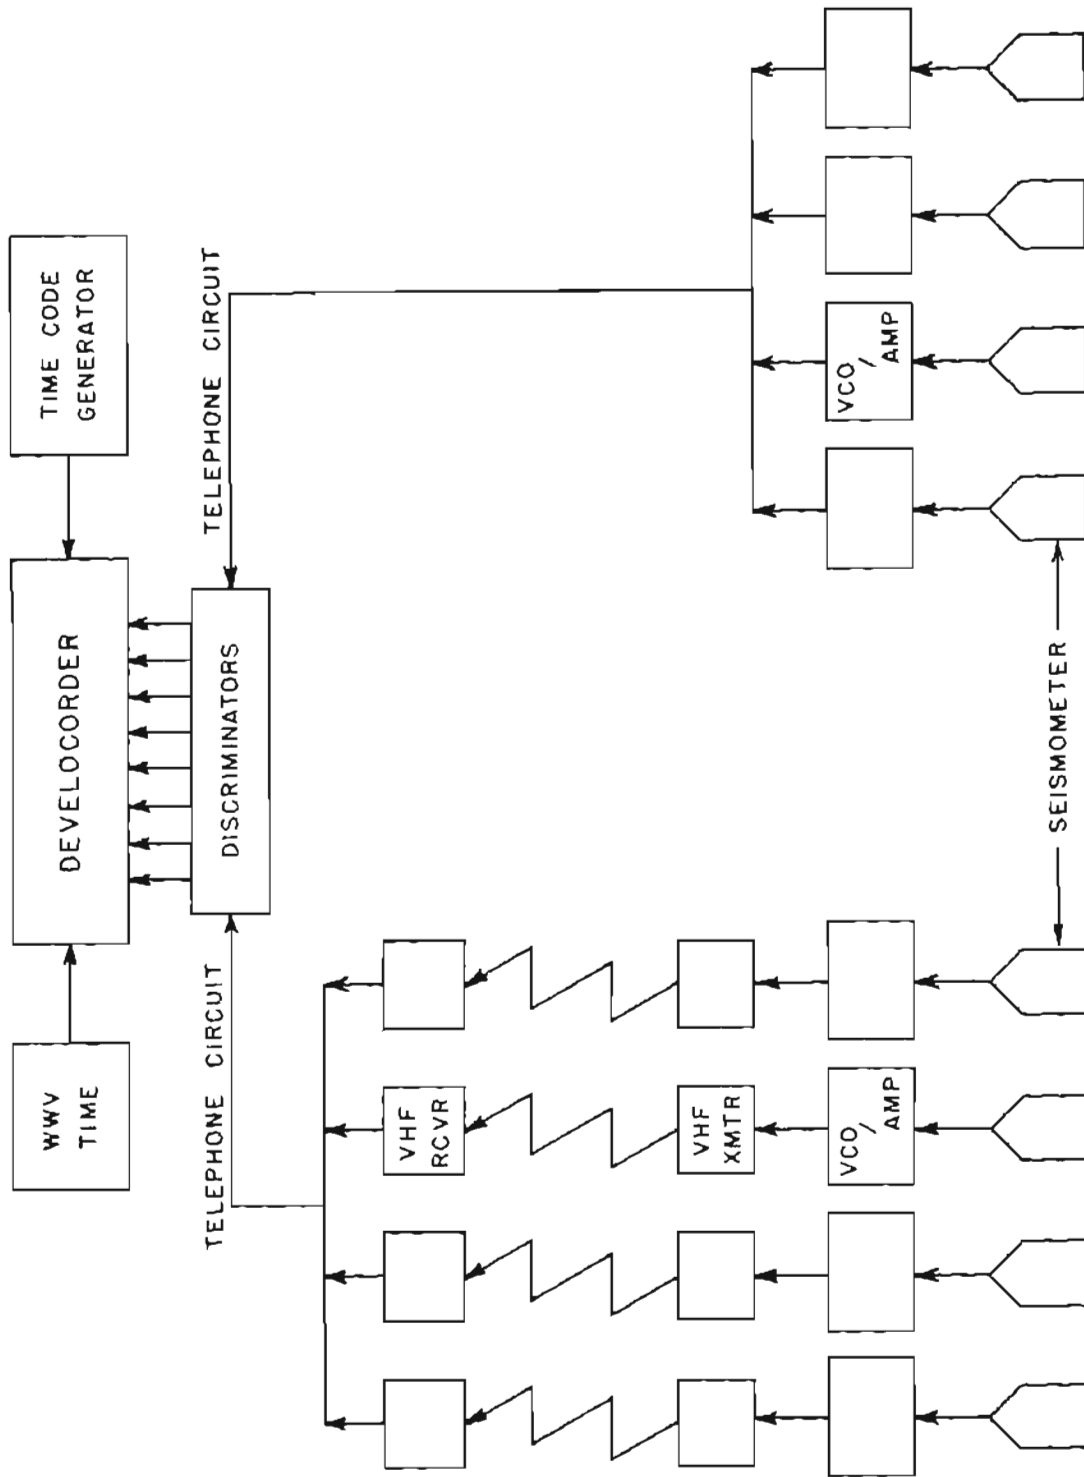 WWV
TIME
DEVELOCORDER
TIME CODE
GENERATOR
TELEPHONE CIRCUIT
DISCRIMINATORS
TELEPHONE CIRCUIT
VHF
RCVR
VHF
XMTR
VCO/
AMP
VCO/
AMP
SEISMOMETER